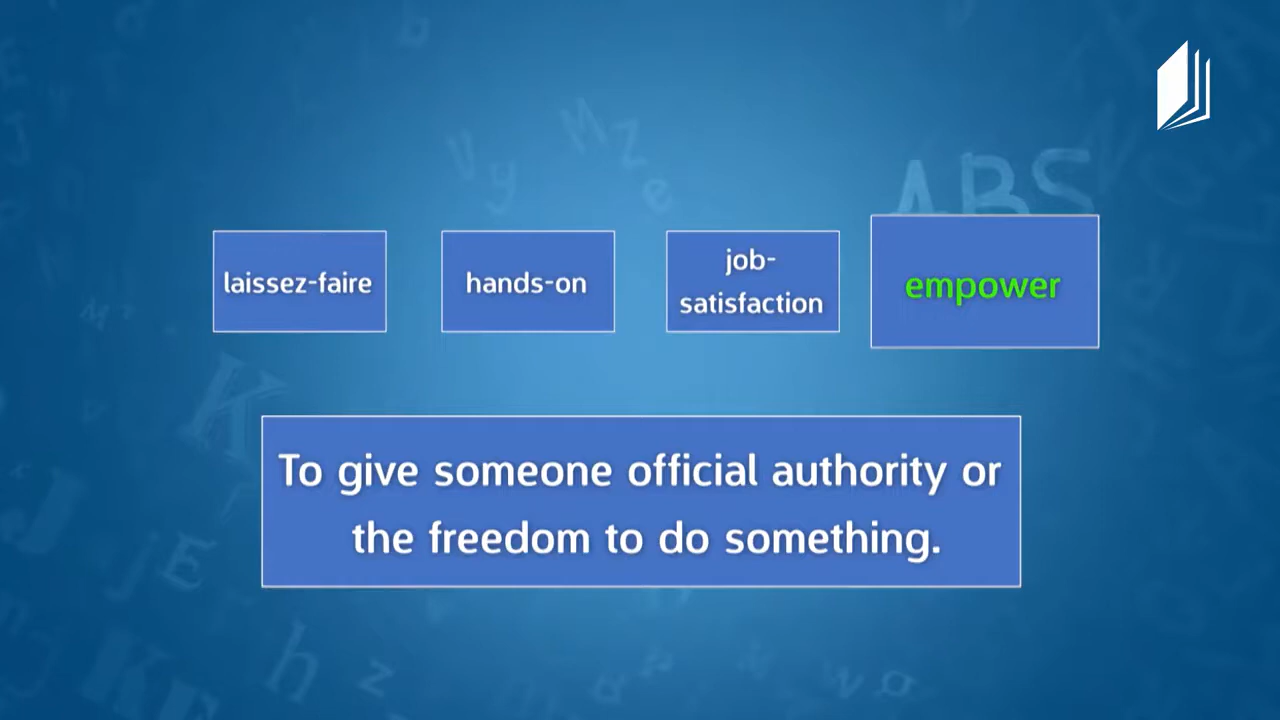 laissez-faire
hands-on
job-
satisfaction
empower
To give someone official authority or
the freedom to do something.